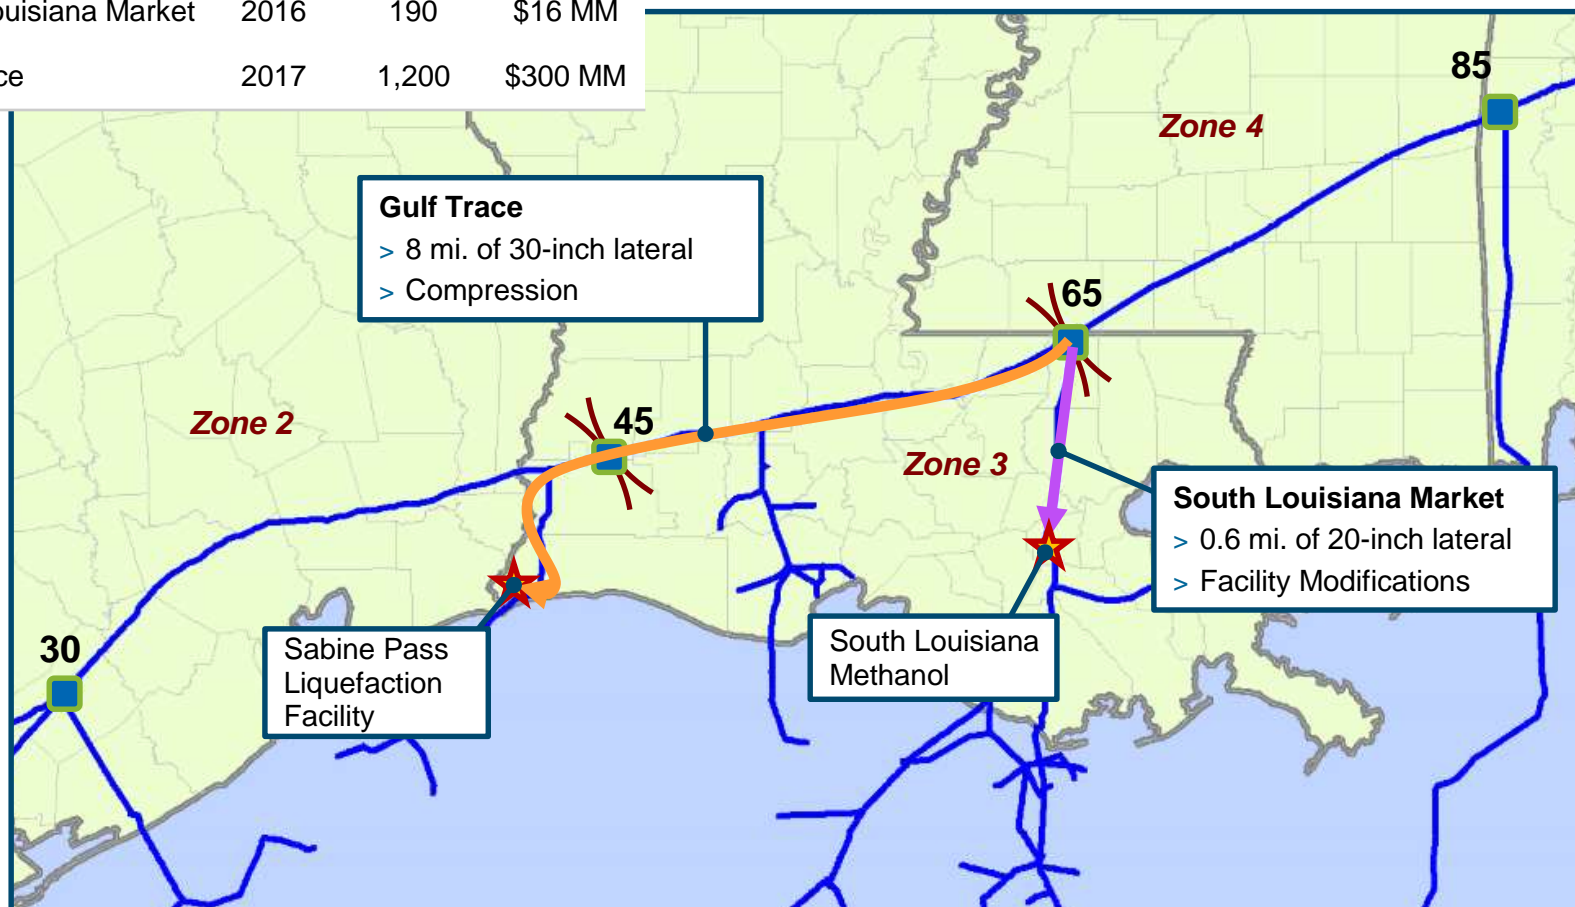 Louisiana Market 2016 190 $16 MM
2017 1,200 $300 MM
85
Zone 4
Gulf Trace
> 8 mi. of 30-inch lateral
> Compression
65
Zone 2
45
Zone 3
South Louisiana Market
> 0.6 mi. of 20-inch lateral
> Facility Modifications
30
Sabine Pass
Liquefaction
Facility
South Louisiana
Methanol